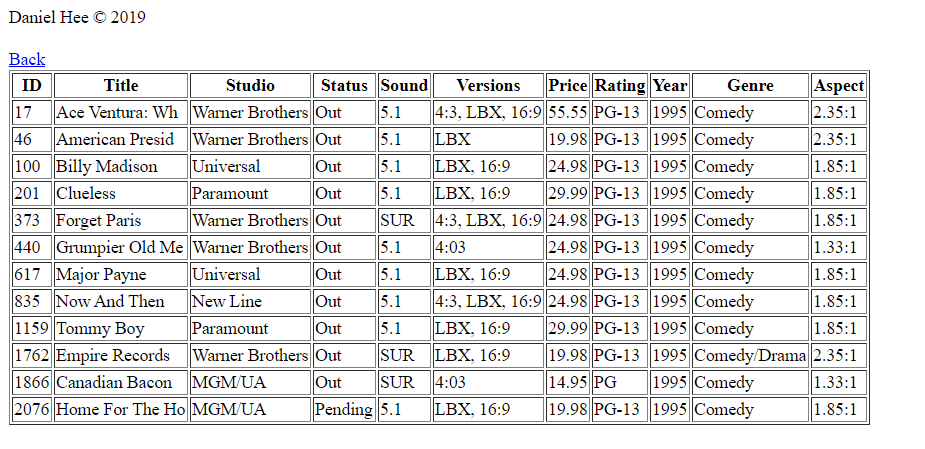 Daniel Hee © 2019
Back
ID Title Studio Status Sound Versions Price Rating Year Genre Aspect
17 Ace Ventura: Wh Warner Brothers Out 5.1 4:3, LBX, 16:9 55.55 PG-13 1995 Comedy 2.35:1
46 American Presid Warner Brothers Out 5.1 LBX 19.98 PG-13 1995 Comedy 2.35:1
100 Billy Madison Universal Out 5.1 LBX, 16:9 24.98 PG-13 1995 Comedy 1.85:1
201 Clueless Paramount Out 5.1 LBX, 16:9 29.99 PG-13 1995 Comedy 1.85:1
373 Forget Paris Warner Brothers Out SUR 4:3, LBX, 16:9 24.98 PG-13 1995 Comedy 1.85:1
440 Grumpier Old Me Warner Brothers Out 5.1 4:03 24.98 PG-13 1995 Comedy 1.33:1
617 Major Payne Universal Out 5.1 LBX, 16:9 24.98 PG-13 1995 Comedy 1.85:1
835 Now And Then New Line Out 5.1 4:3, LBX, 16:9 24.98 PG-13 1995 Comedy 1.85:1
1159 Tommy Boy Paramount Out 5.1 LBX, 16:9 29.99 PG-13 1995 Comedy 1.85:1
1762 Empire Records Warner Brothers Out SUR LBX, 16:9 19.98 PG-13 1995 Comedy/Drama 2.35:1
1866 Canadian Bacon MGM/UA Out SUR 4:03 14.95 PG 1995 Comedy 1.33:1
2076 Home For The Ho MGM/UA Pending 5.1 LBX, 16:9 19.98 PG-13 1995 Comedy 1.85:1